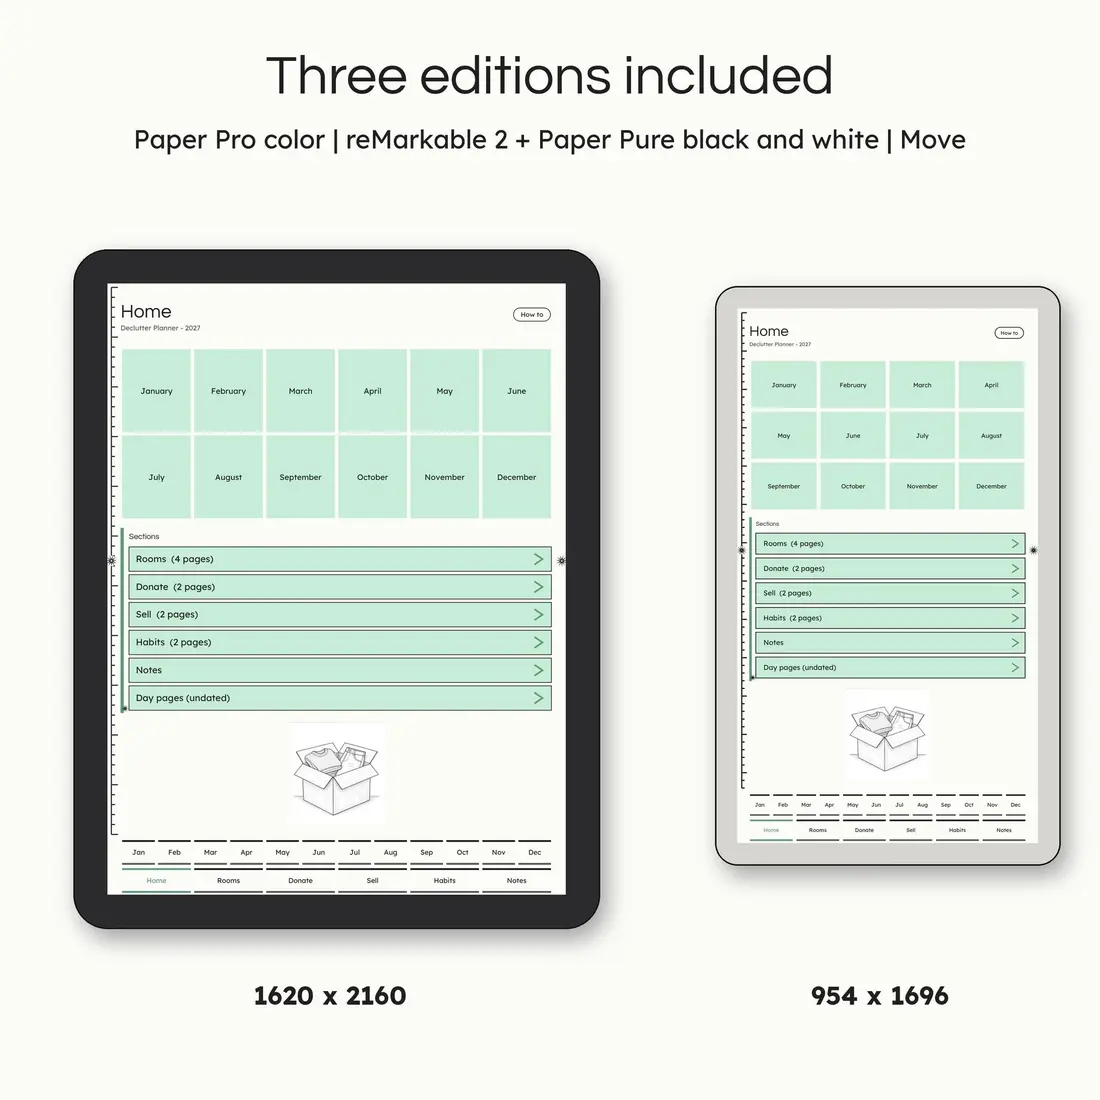 Three editions included
Paper Pro color | reMarkable 2 + Paper Pure black and white | Move
Home
How to
Declutter Planner - 2027
January February March April May June
July August September October November December
Sections
Rooms (4 pages)
Donate (2 pages)
Sell (2 pages)
Habits (2 pages)
Notes
Day pages (undated)
Jan Feb Mar Apr May Jun Jul Aug Sep Oct Nov Dec
Home Rooms Donate Sell Habits Notes
1620 x 2160
Home
How to
Declutter Planner - 2027
January February March April
May June July August
September October November December
Sections
Rooms (4 pages)
Donate (2 pages)
Sell (2 pages)
Habits (2 pages)
Notes
Day pages (undated)
Jan Feb Mar Apr May Jun Jul Aug Sep Oct Nov Dec
Home Rooms Donate Sell Habits Notes
954 x 1696